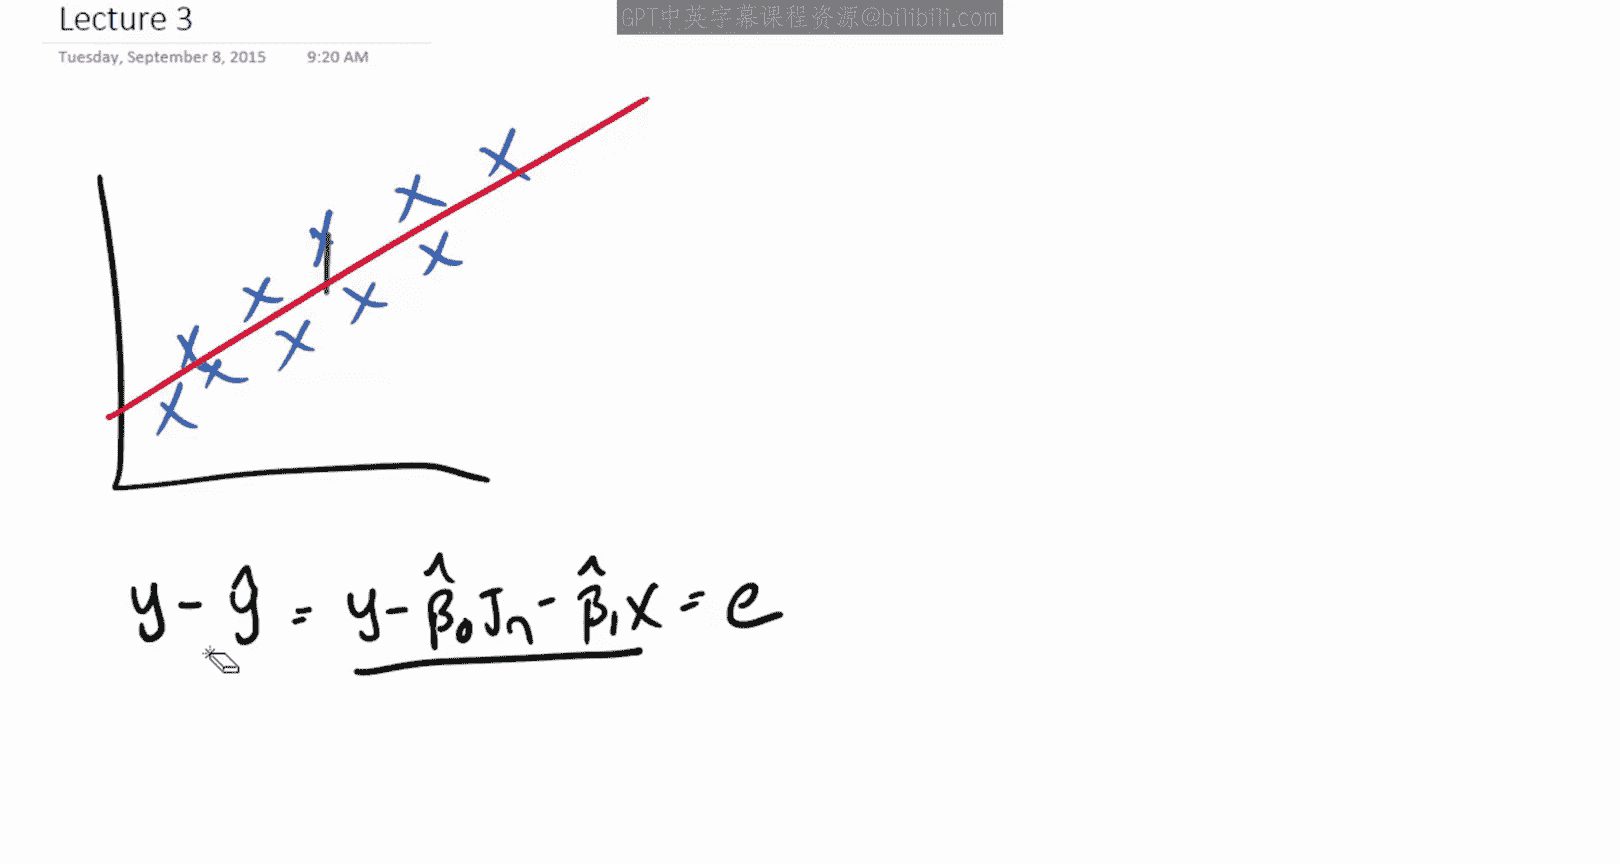 Lecture 3
GPT中英字幕课程资源@bilibili.com
Tuesday, September 8, 2015 9:20 AM
y - ŷ = y - β̂₀Jₙ - β̂₁x = e